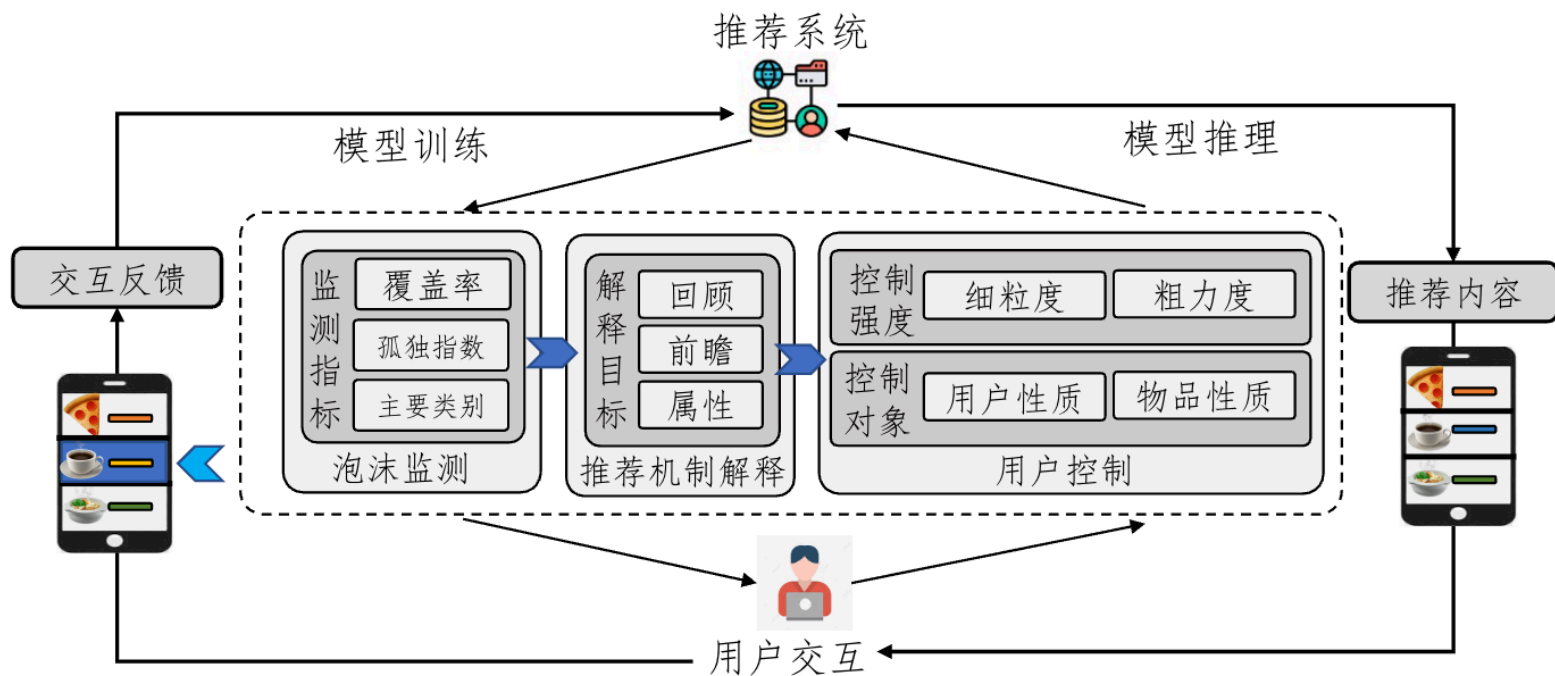 推荐系统
模型训练
模型推理
交互反馈
推荐内容
监测指标
覆盖率
孤独指数
主要类别
泡沫监测
解释目标
回顾
前瞻
属性
推荐机制解释
控制强度
细粒度
粗力度
控制对象
用户性质
物品性质
用户控制
用户交互